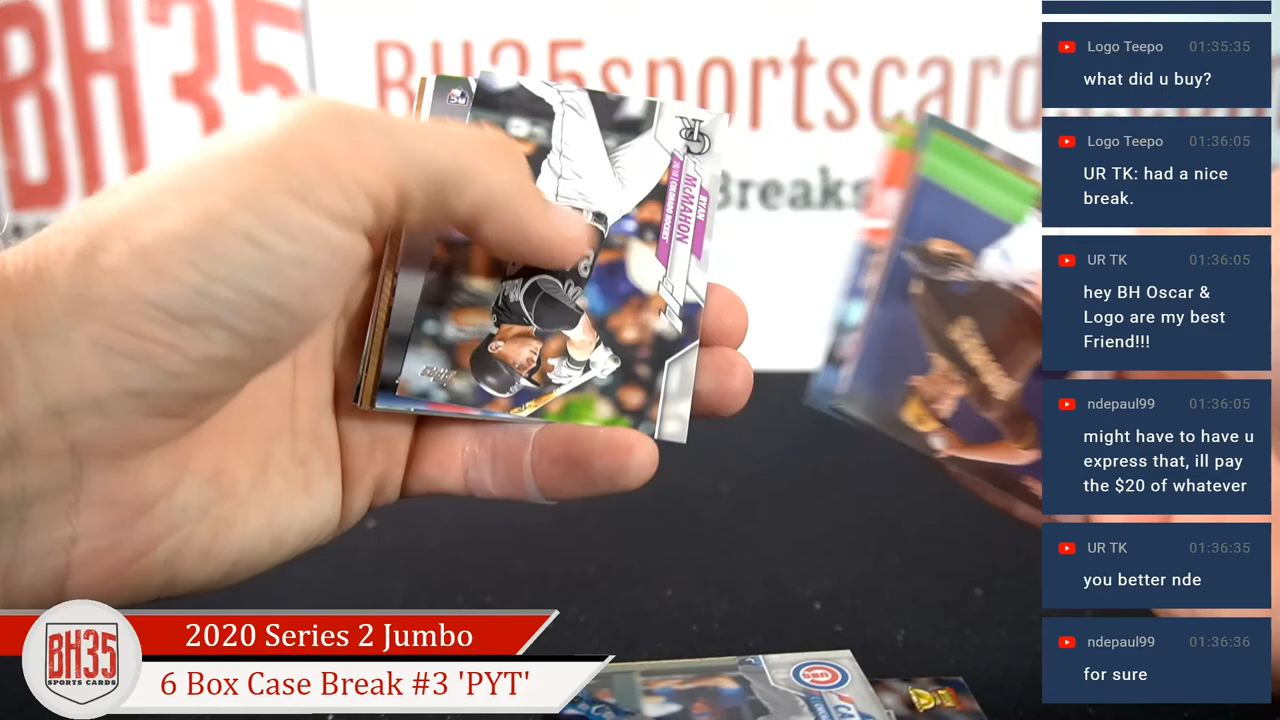 BH35
BH35sportscard
Breaks
RYAN
McMAHON
COLORADO ROCKIES
CUBS
BH35
SPORTS CARDS
2020 Series 2 Jumbo
6 Box Case Break #3 'PYT'
Logo Teepo 01:35:35
what did u buy?
Logo Teepo 01:36:05
UR TK: had a nice
break.
UR TK 01:36:05
hey BH Oscar &
Logo are my best
Friend!!!
ndepaul99 01:36:05
might have to have u
express that, ill pay
the $20 of whatever
UR TK 01:36:35
you better nde
ndepaul99 01:36:36
for sure